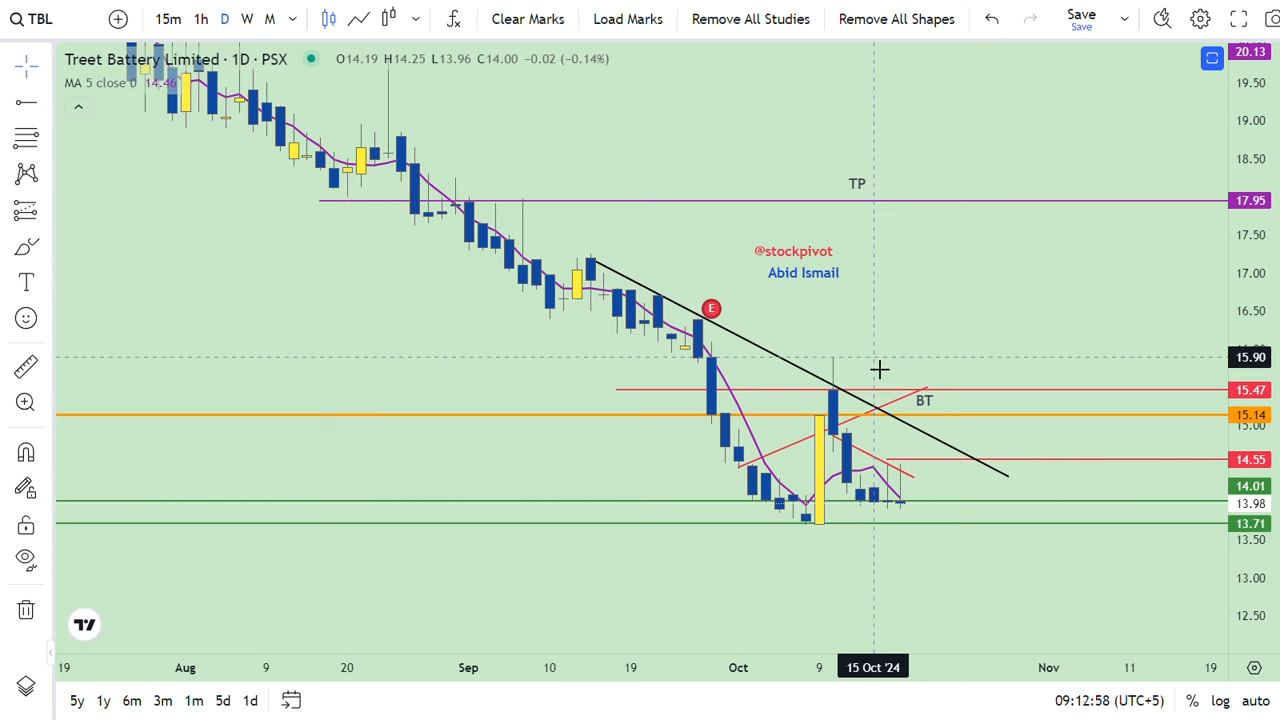 TBL 15m 1h D W M Clear Marks Load Marks Remove All Studies Remove All Shapes Save
Save
Treet Battery Limited · 1D · PSX O14.19 H14.25 L13.96 C14.00 −0.02 (−0.14%)
MA 5 close 0 14.46
20.13
19.50
19.00
18.50
TP
17.95
17.50
@stockpivot
Abid Ismail
17.00
E
16.50
15.90
15.47
BT
15.14
15.00
14.55
14.01
13.98
13.71
13.50
13.00
12.50
19 Aug 9 20 Sep 10 19 Oct 9 15 Oct '24 Nov 11 19
5y 1y 6m 3m 1m 5d 1d 09:12:58 (UTC+5) % log auto